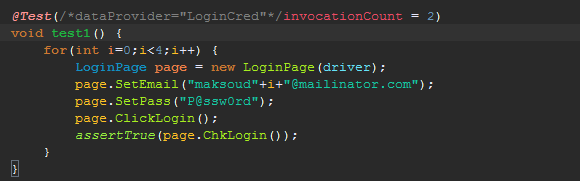 @Test(/*dataProvider="LoginCred"*/invocationCount = 2)
void test1() {
for(int i=0;i<4;i++) {
LoginPage page = new LoginPage(driver);
page.SetEmail("maksoud"+i+"@mailinator.com");
page.SetPass("P@ssw0rd");
page.ClickLogin();
assertTrue(page.ChkLogin());
}
}